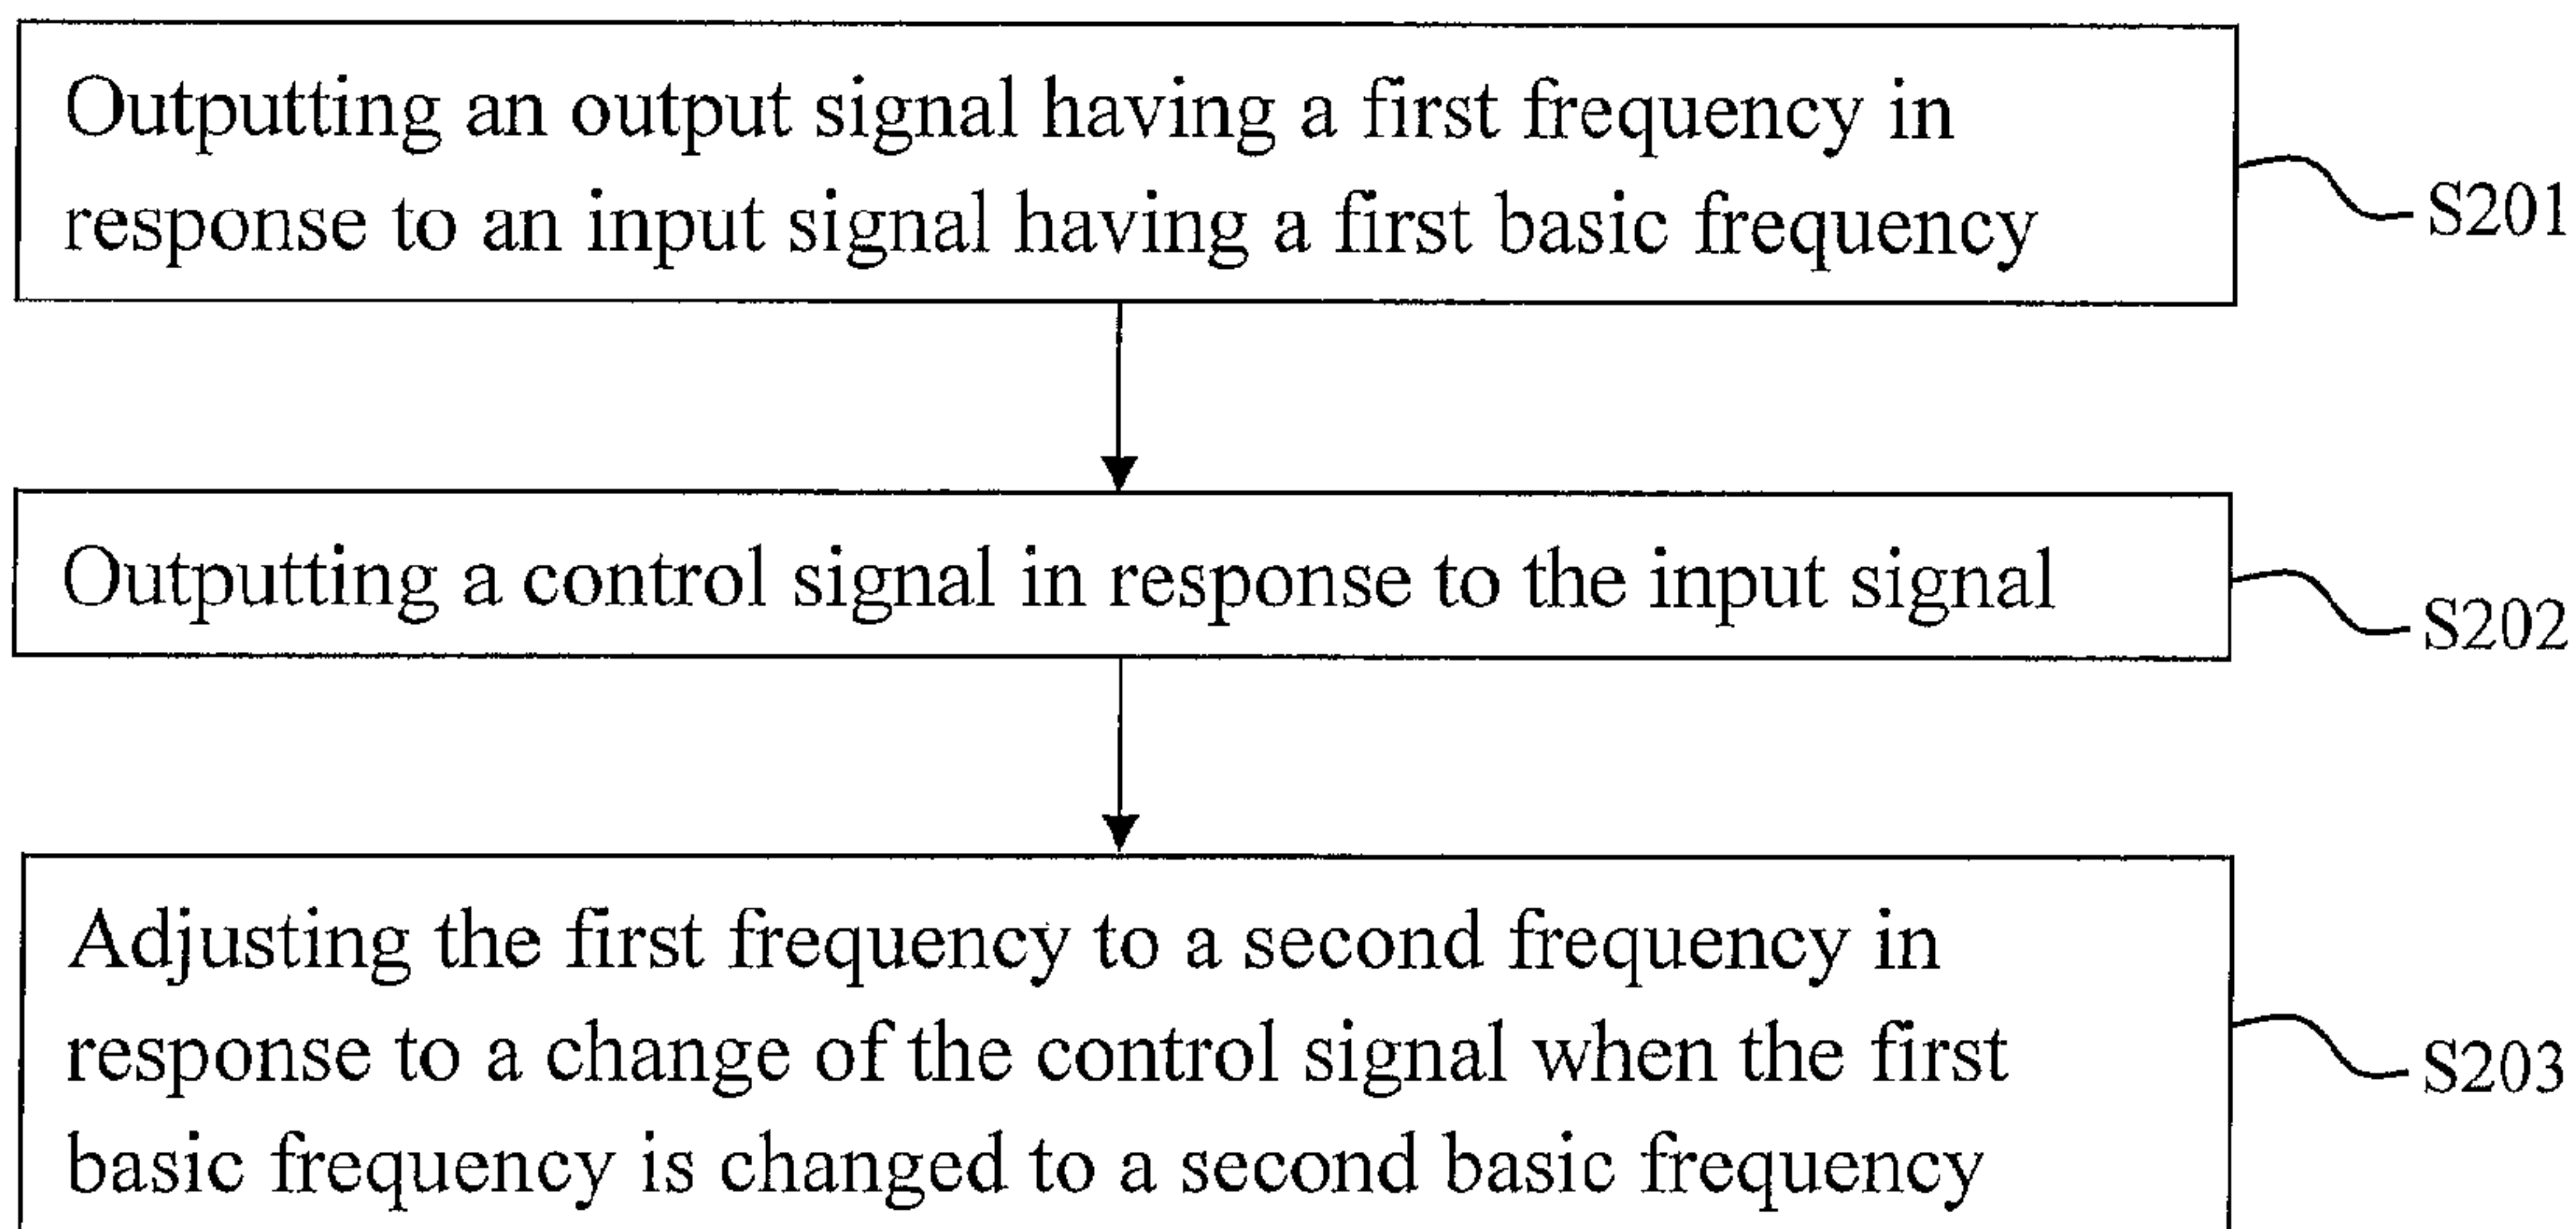 Outputting an output signal having a first frequency in
response to an input signal having a first basic frequency
S201
Outputting a control signal in response to the input signal
S202
Adjusting the first frequency to a second frequency in
response to a change of the control signal when the first
basic frequency is changed to a second basic frequency
S203